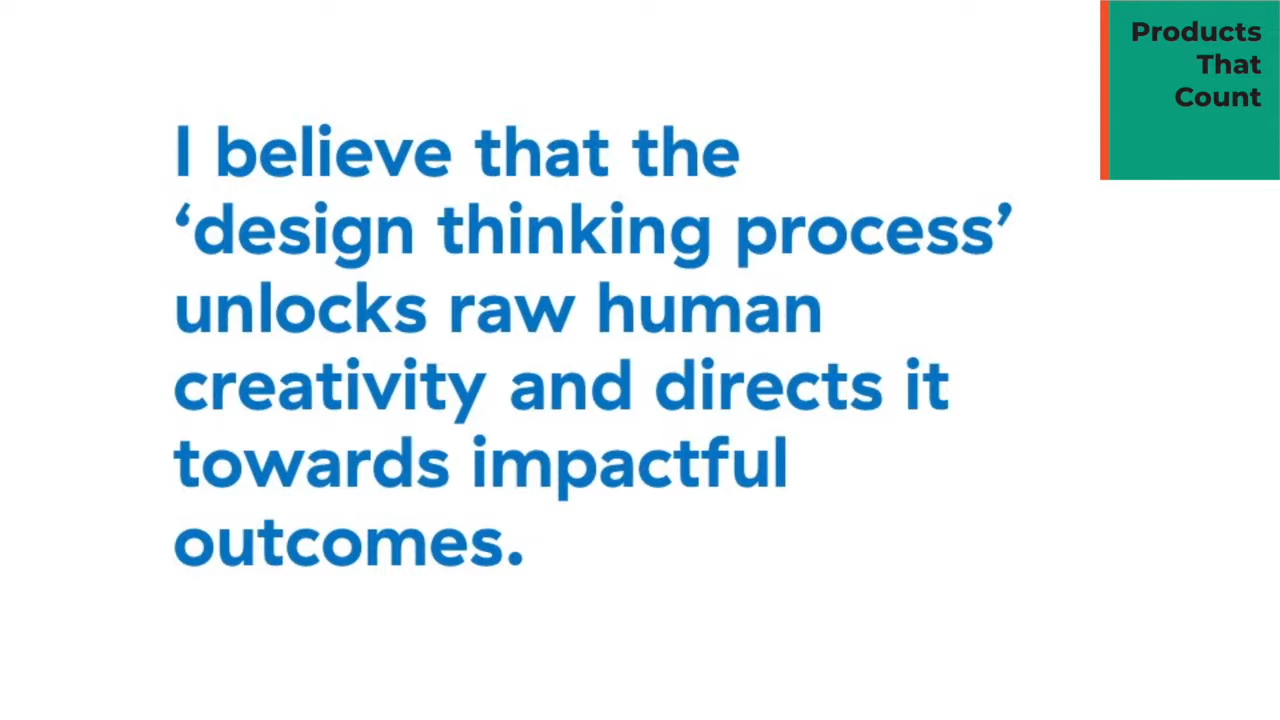 I believe that the
‘design thinking process’
unlocks raw human
creativity and directs it
towards impactful
outcomes.
Products
That
Count